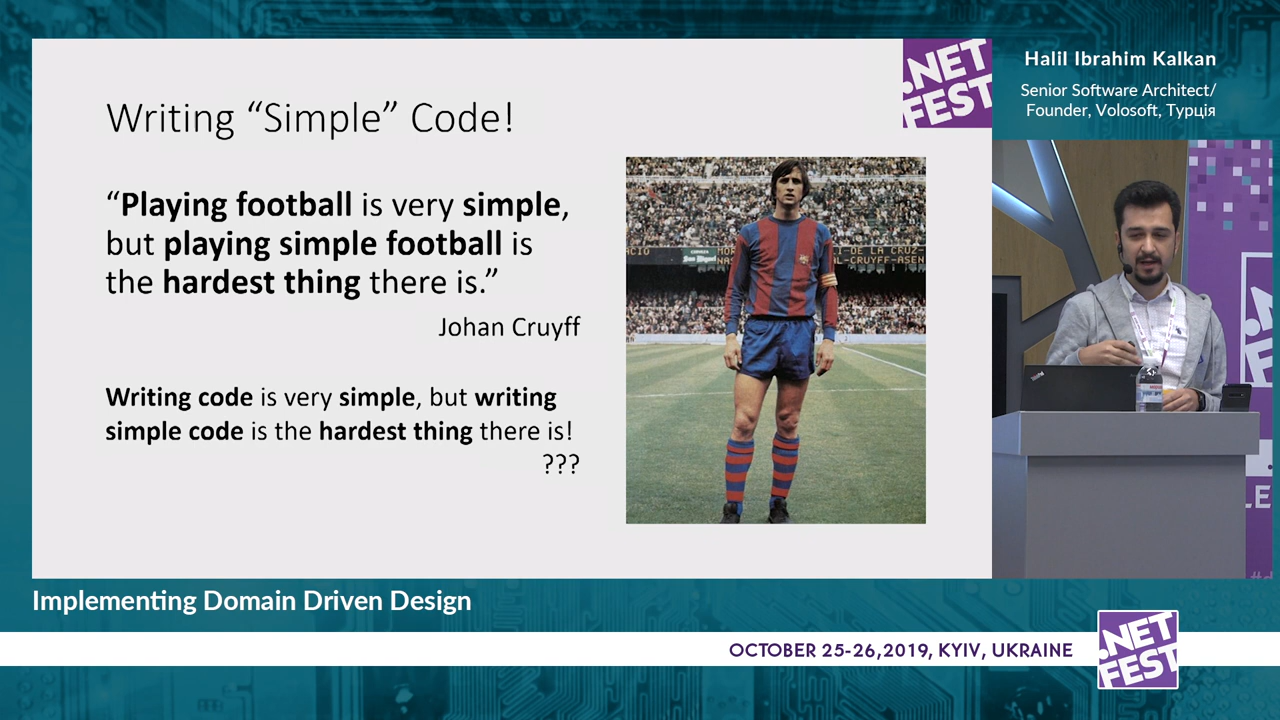 Writing “Simple” Code!
“Playing football is very simple,
but playing simple football is
the hardest thing there is.”
Johan Cruyff
Writing code is very simple, but writing
simple code is the hardest thing there is!
???
.NET
FEST
Halil Ibrahim Kalkan
Senior Software Architect/
Founder, Volosoft, Турція
Implementing Domain Driven Design
OCTOBER 25-26,2019, KYIV, UKRAINE
.NET
FEST